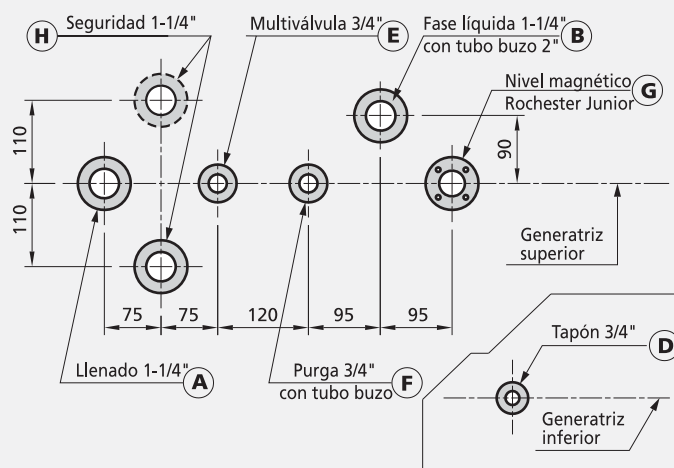 H
Seguridad 1-1/4"
Multiválvula 3/4"
E
Fase líquida 1-1/4"
con tubo buzo 2"
B
Nivel magnético
Rochester Junior
G
110
110
90
Generatriz
superior
75
75
120
95
95
Llenado 1-1/4"
A
Purga 3/4"
con tubo buzo
F
Tapón 3/4"
D
Generatriz
inferior